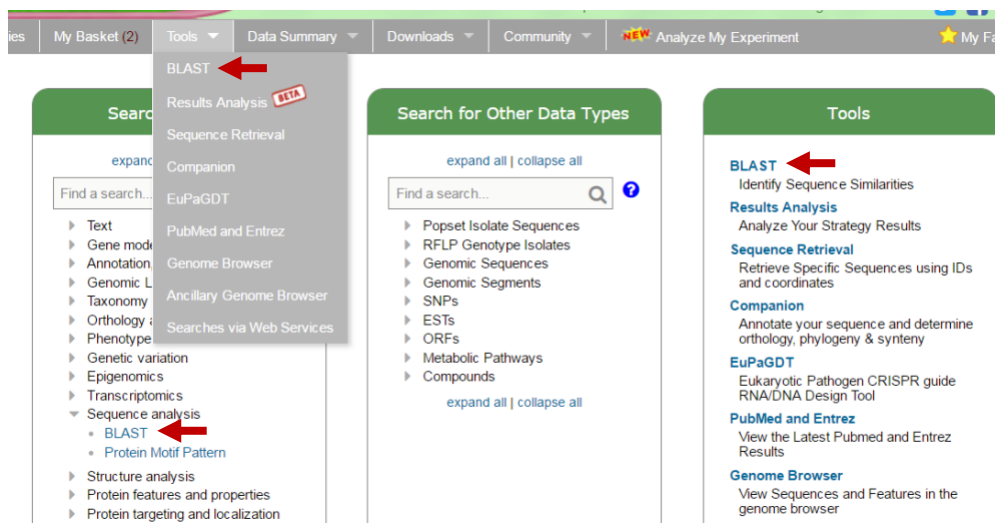 My Basket (2) Tools Data Summary Downloads Community NEW Analyze My Experiment My
BLAST
Results Analysis BETA
Sequence Retrieval
Companion
EuPaGDT
PubMed and Entrez
Genome Browser
Ancillary Genome Browser
Searches via Web Services
expand
Find a search...
Text
Gene
Annotation,
Genomic L
Taxonomy
Orthology
Phenotype
Genetic variation
Epigenomics
Transcriptomics
Sequence analysis
BLAST
Protein Motif Pattern
Structure analysis
Protein features and properties
Protein targeting and localization
Search for Other Data Types
expand all | collapse all
Find a search...
?
Popset Isolate Sequences
RFLP Genotype Isolates
Genomic Sequences
Genomic Segments
SNPs
ESTs
ORFs
Metabolic Pathways
Compounds
expand all | collapse all
Tools
BLAST
Identify Sequence Similarities
Results Analysis
Analyze Your Strategy Results
Sequence Retrieval
Retrieve Specific Sequences using IDs
and coordinates
Companion
Annotate your sequence and determine
orthology, phylogeny & synteny
EuPaGDT
Eukaryotic Pathogen CRISPR guide
RNA/DNA Design Tool
PubMed and Entrez
View the Latest Pubmed and Entrez
Results
Genome Browser
View Sequences and Features in the
genome browser